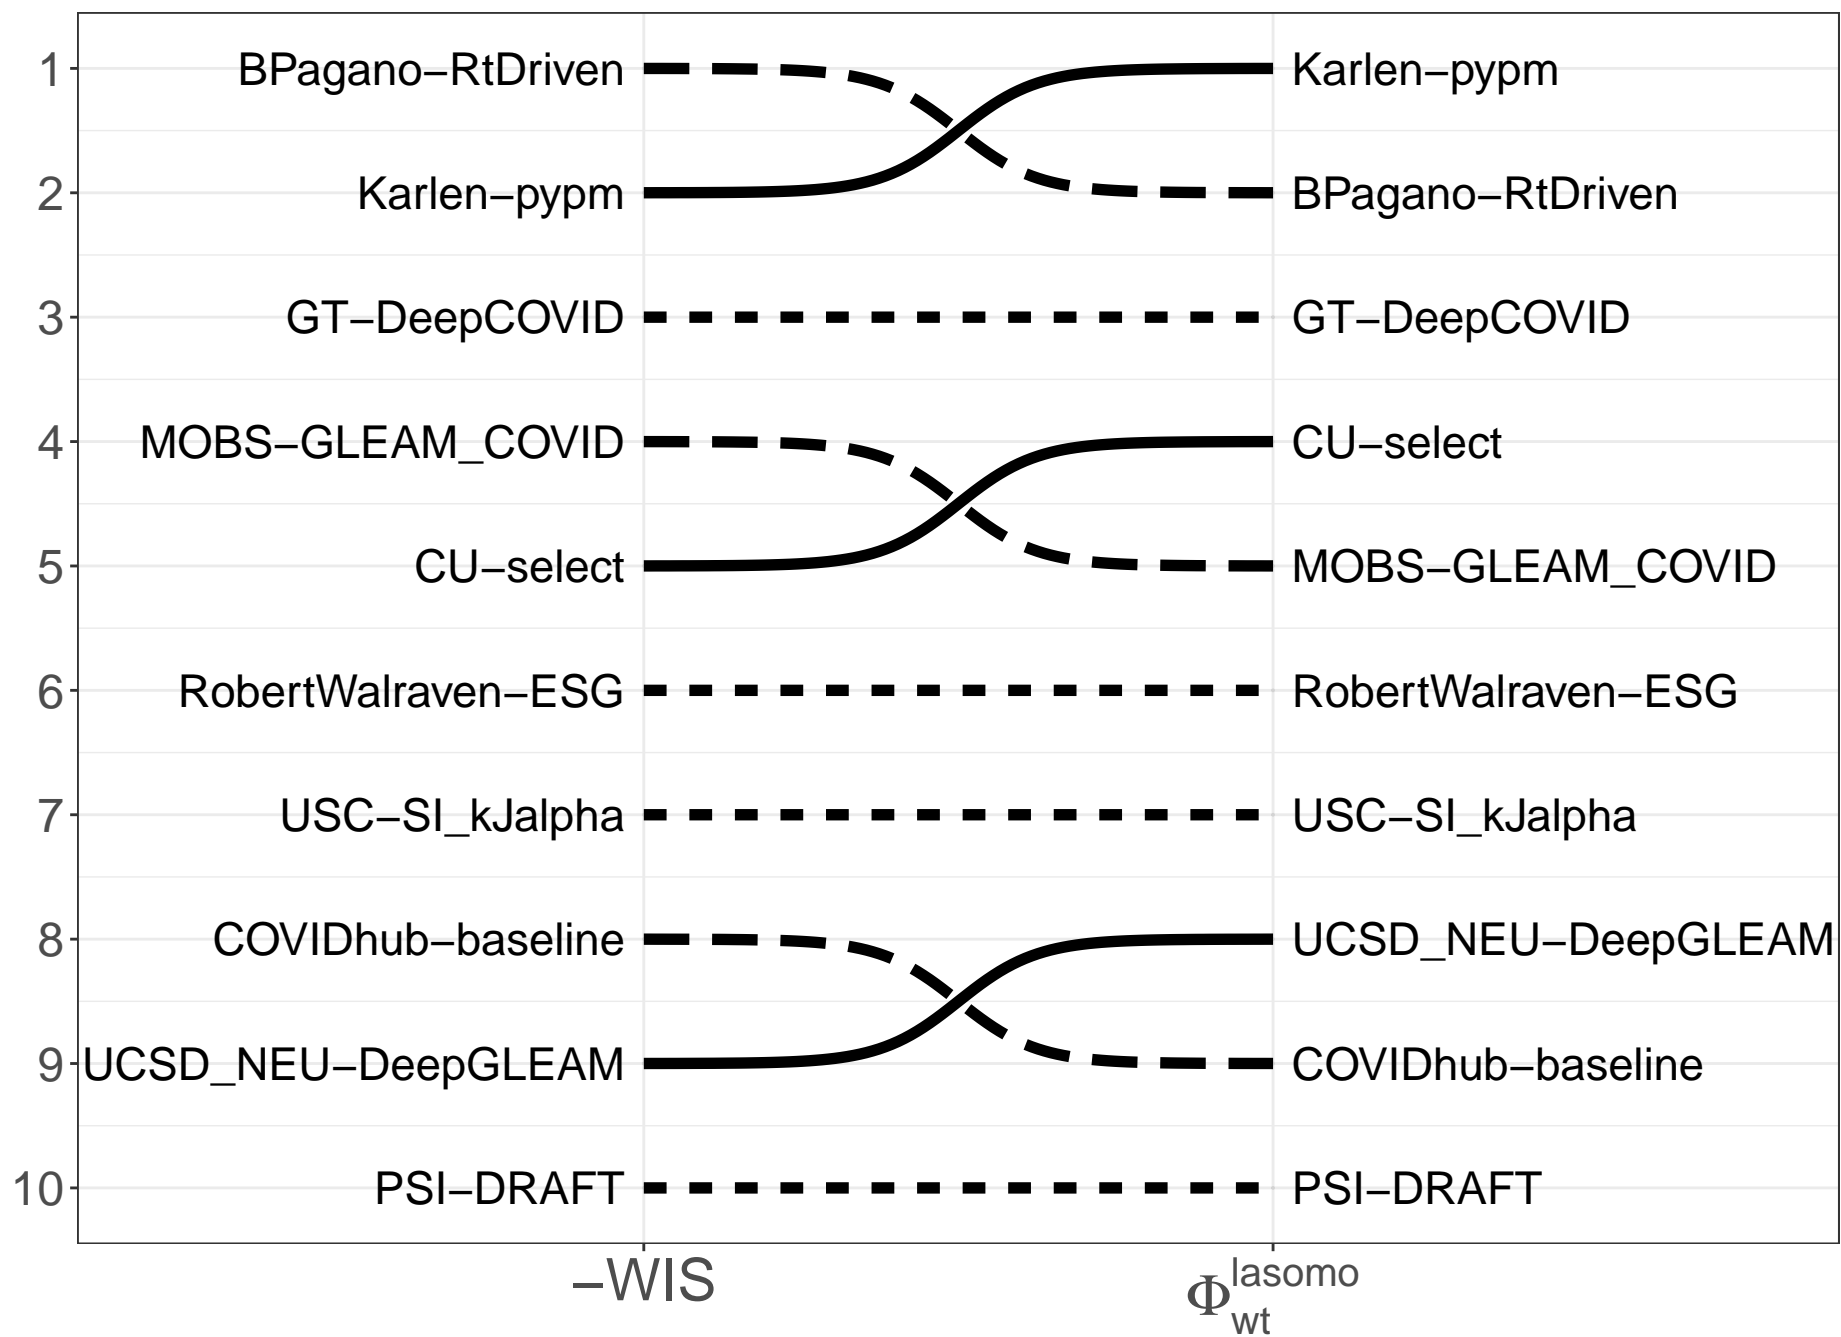 1 BPagano–RtDriven Karlen–pypm
2 Karlen–pypm BPagano–RtDriven
3 GT–DeepCOVID GT–DeepCOVID
4 MOBS–GLEAM_COVID CU–select
5 CU–select MOBS–GLEAM_COVID
6 RobertWalraven–ESG RobertWalraven–ESG
7 USC–SI_kJalpha USC–SI_kJalpha
8 COVIDhub–baseline UCSD_NEU–DeepGLEAM
9 UCSD_NEU–DeepGLEAM COVIDhub–baseline
10 PSI–DRAFT PSI–DRAFT
–WIS Φ lasomo wt